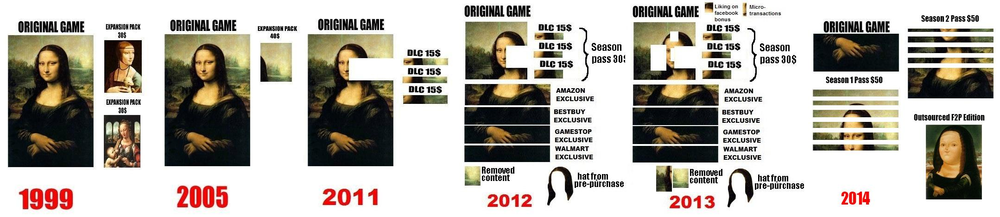 ORIGINAL GAME
EXPANSION PACK
30$
EXPANSION PACK
30$
1999
ORIGINAL GAME
EXPANSION PACK
40$
2005
ORIGINAL GAME
DLC 15$
DLC 15$
DLC 15$
2011
ORIGINAL GAME
DLC 15$
DLC 15$
DLC 15$
Season
pass 30$
AMAZON
EXCLUSIVE
BESTBUY
EXCLUSIVE
GAMESTOP
EXCLUSIVE
WALMART
EXCLUSIVE
Removed
content
hat from
pre-purchase
2012
ORIGINAL GAME
Liking on
facebook
bonus
Micro-
transactions
DLC 15$
DLC 15$
DLC 15$
Season
pass 30$
AMAZON
EXCLUSIVE
BESTBUY
EXCLUSIVE
GAMESTOP
EXCLUSIVE
WALMART
EXCLUSIVE
Removed
content
hat from
pre-purchase
2013
ORIGINAL GAME
Season 1 Pass $50
Season 2 Pass $50
Outsourced F2P Edition
2014